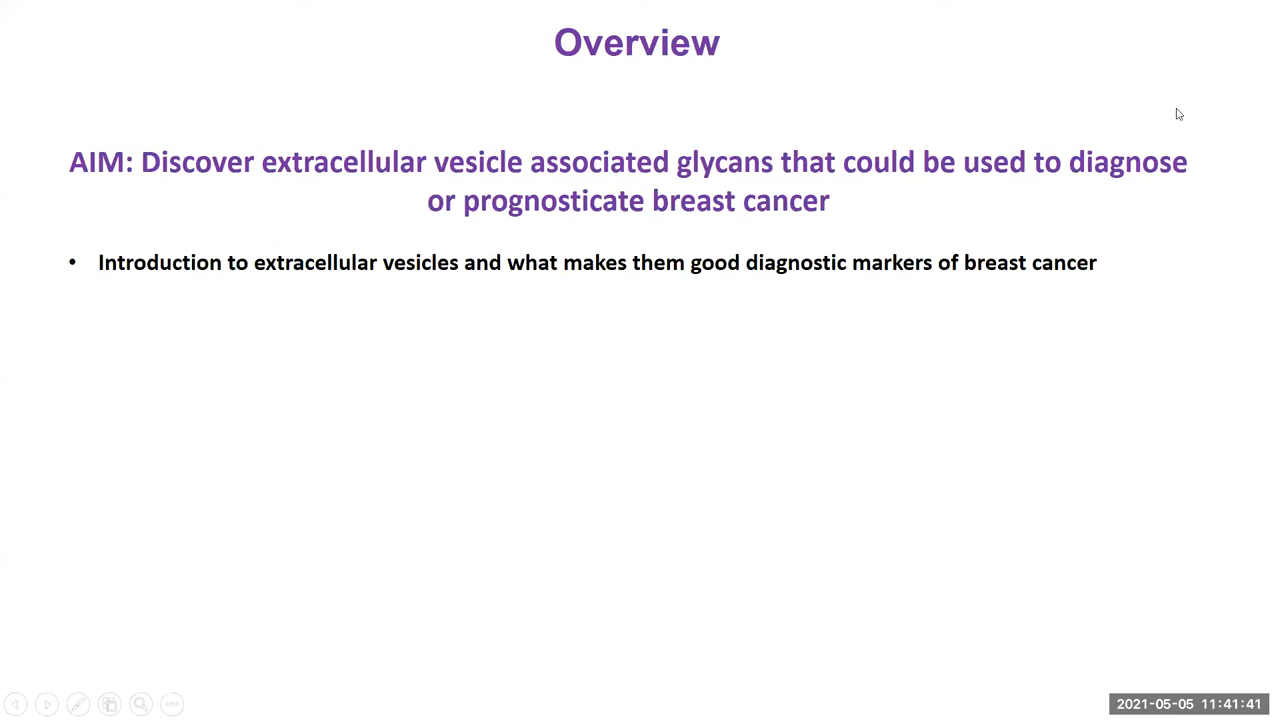 Overview
AIM: Discover extracellular vesicle associated glycans that could be used to diagnose
or prognosticate breast cancer
• Introduction to extracellular vesicles and what makes them good diagnostic markers of breast cancer
2021-05-05 11:41:41